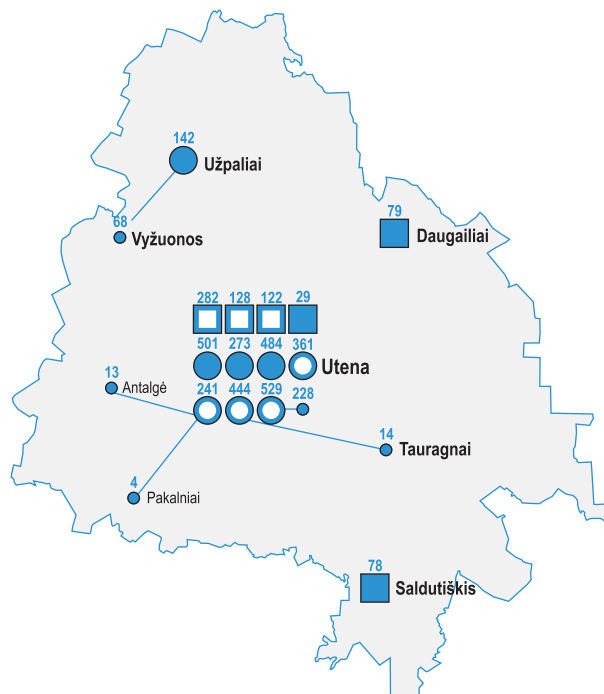 142
Užpaliai
68
Vyžuonos
79
Daugailiai
282 128 122 29
501 273 484 361
Utena
241 444 529 228
13
Antalgė
14
Tauragnai
4
Pakalniai
78
Saldutiškis